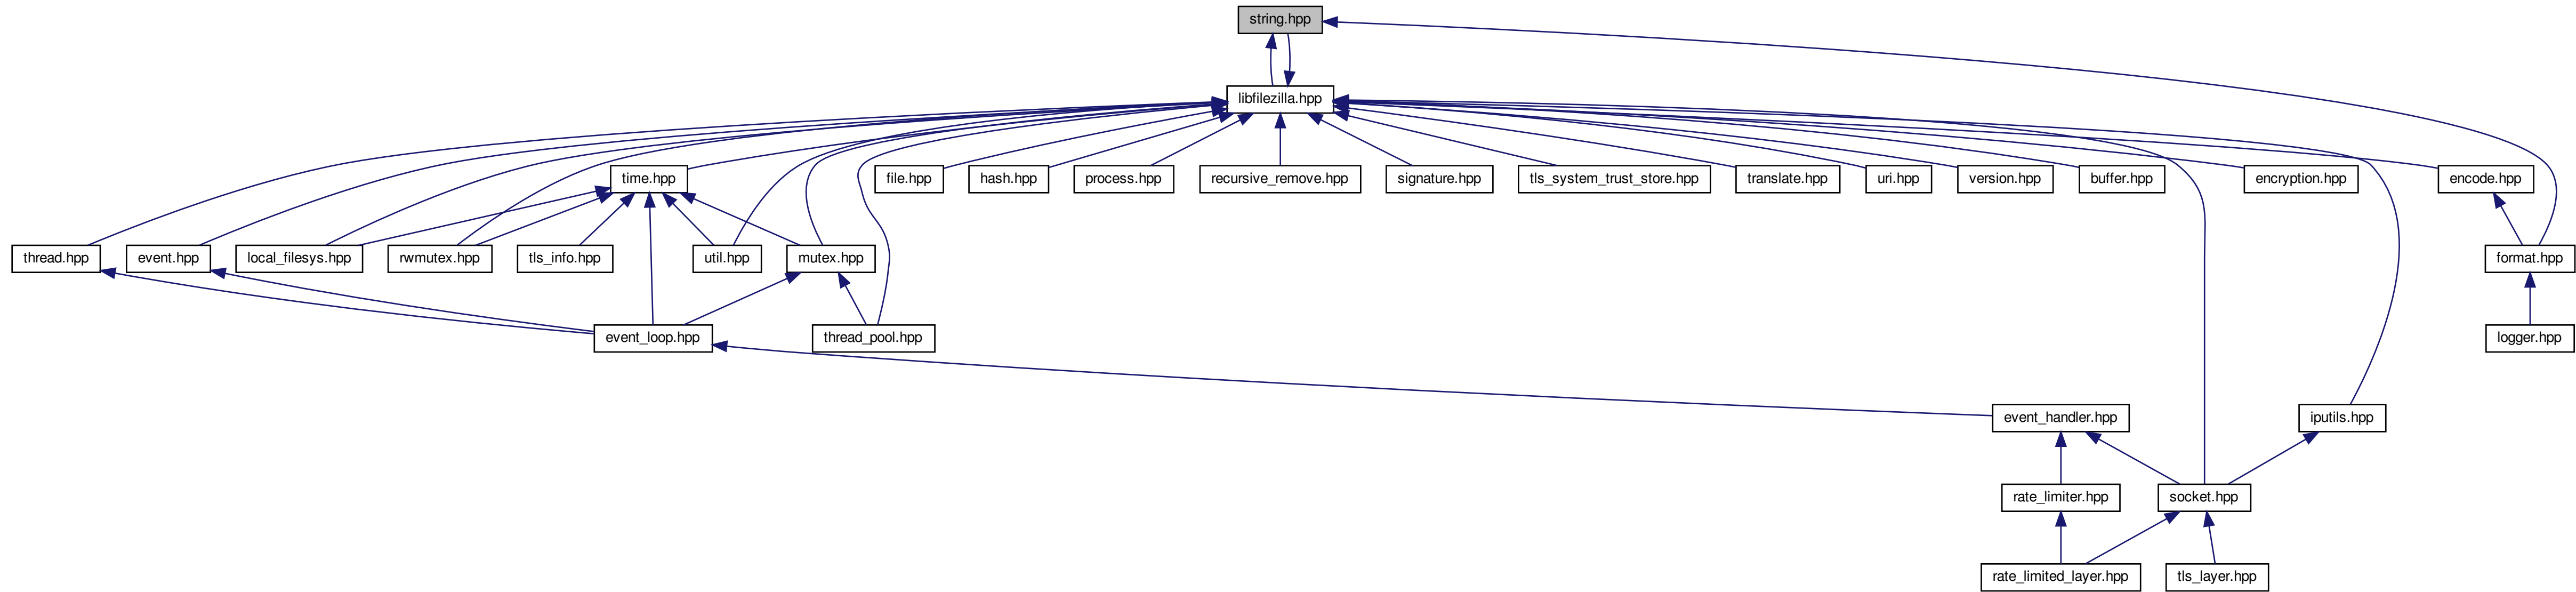 string.hpp
libfilezilla.hpp
time.hpp
file.hpp
hash.hpp
process.hpp
recursive_remove.hpp
signature.hpp
tls_system_trust_store.hpp
translate.hpp
uri.hpp
version.hpp
buffer.hpp
encryption.hpp
encode.hpp
thread.hpp
event.hpp
local_filesys.hpp
rwmutex.hpp
tls_info.hpp
util.hpp
mutex.hpp
format.hpp
event_loop.hpp
thread_pool.hpp
logger.hpp
event_handler.hpp
iputils.hpp
rate_limiter.hpp
socket.hpp
rate_limited_layer.hpp
tls_layer.hpp